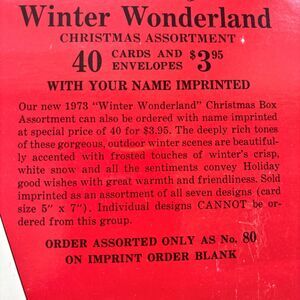 Winter Wonderland
CHRISTMAS ASSORTMENT
40 CARDS AND ENVELOPES $3.95
WITH YOUR NAME IMPRINTED
Our new 1973 "Winter Wonderland" Christmas Box
Assortment can also be ordered with name imprinted
at special price of 40 for $3.95. The deeply rich tones
of these gorgeous, outdoor winter scenes are beautiful-
ly accented with frosted touches of winter's crisp,
white snow and all the sentiments convey Holiday
good wishes with great warmth and friendliness. Sold
imprinted as an assortment of all seven designs (card
size 5" x 7"). Individual designs CANNOT be or-
dered from this group.
ORDER ASSORTED ONLY AS No. 80
ON IMPRINT ORDER BLANK